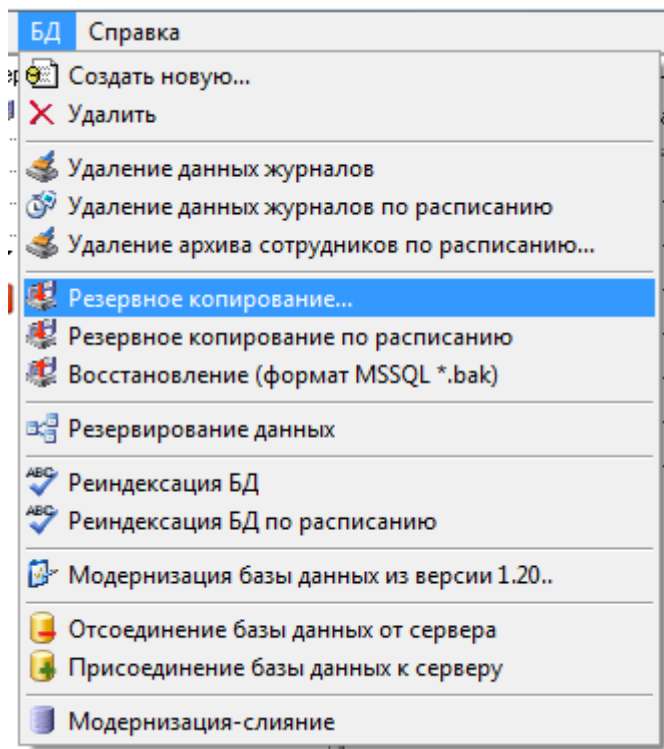 БД Справка
Создать новую...
Удалить
Удаление данных журналов
Удаление данных журналов по расписанию
Удаление архива сотрудников по расписанию...
Резервное копирование...
Резервное копирование по расписанию
Восстановление (формат MSSQL *.bak)
Резервирование данных
ABC Реиндексация БД
ABC Реиндексация БД по расписанию
Модернизация базы данных из версии 1.20..
Отсоединение базы данных от сервера
Присоединение базы данных к серверу
Модернизация-слияние